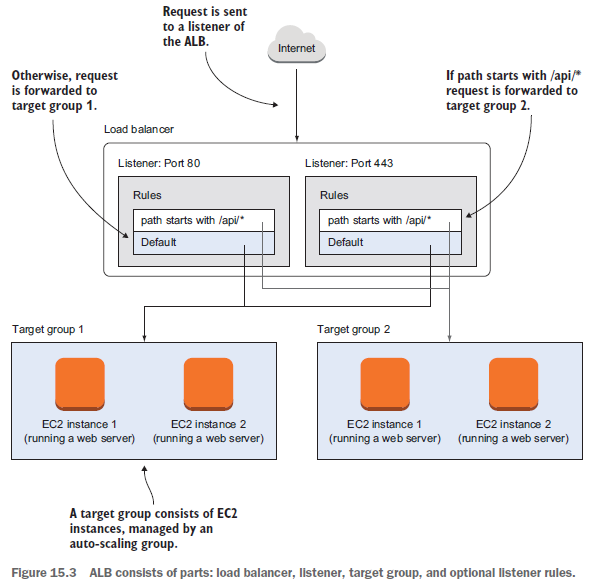 Request is sent
to a listener of
the ALB.
Internet
Otherwise, request
is forwarded to
target group 1.
If path starts with /api/*
request is forwarded to
target group 2.
Load balancer
Listener: Port 80
Listener: Port 443
Rules
Rules
path starts with /api/*
path starts with /api/*
Default
Default
Target group 1
Target group 2
EC2 instance 1
(running a web server)
EC2 instance 2
(running a web server)
EC2 instance 1
(running a web server)
EC2 instance 2
(running a web server)
A target group consists of EC2
instances, managed by an
auto-scaling group.
Figure 15.3 ALB consists of parts: load balancer, listener, target group, and optional listener rules.